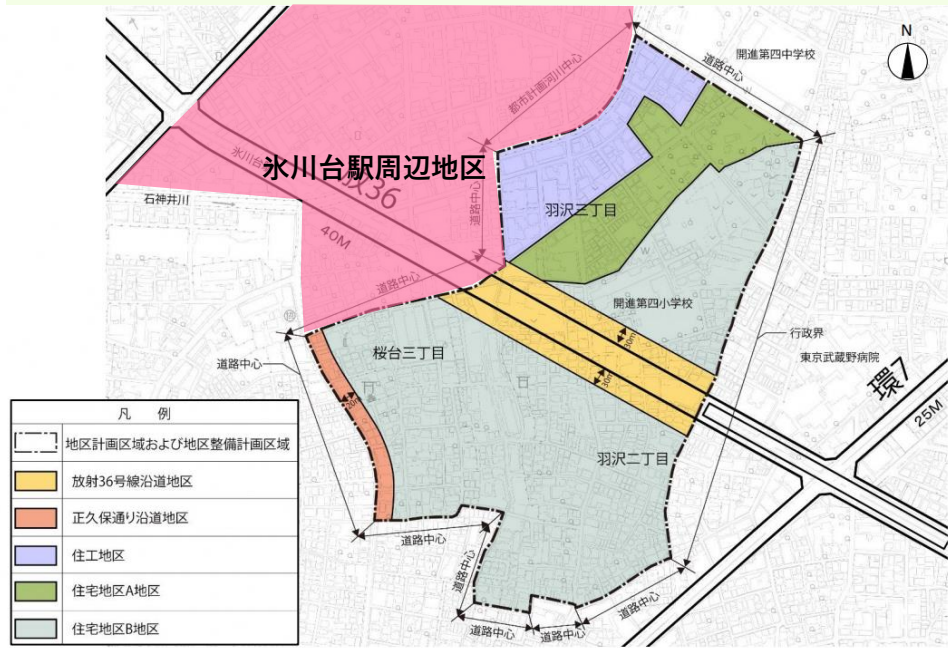 N
道路中心
開進第四中学校
都市計画河川中心
氷川台駅周辺地区
氷川台
放36
道路中心
石神井川
羽沢三丁目
40M
道路中心
開進第四小学校
30m
行政界
道路中心
桜台三丁目
東京武蔵野病院
環7
30m
20m
25M
羽沢二丁目
凡 例
地区計画区域および地区整備計画区域
放射36号線沿道地区
正久保通り沿道地区
住工地区
住宅地区A地区
住宅地区B地区
道路中心
道路中心
道路中心
道路中心
道路中心